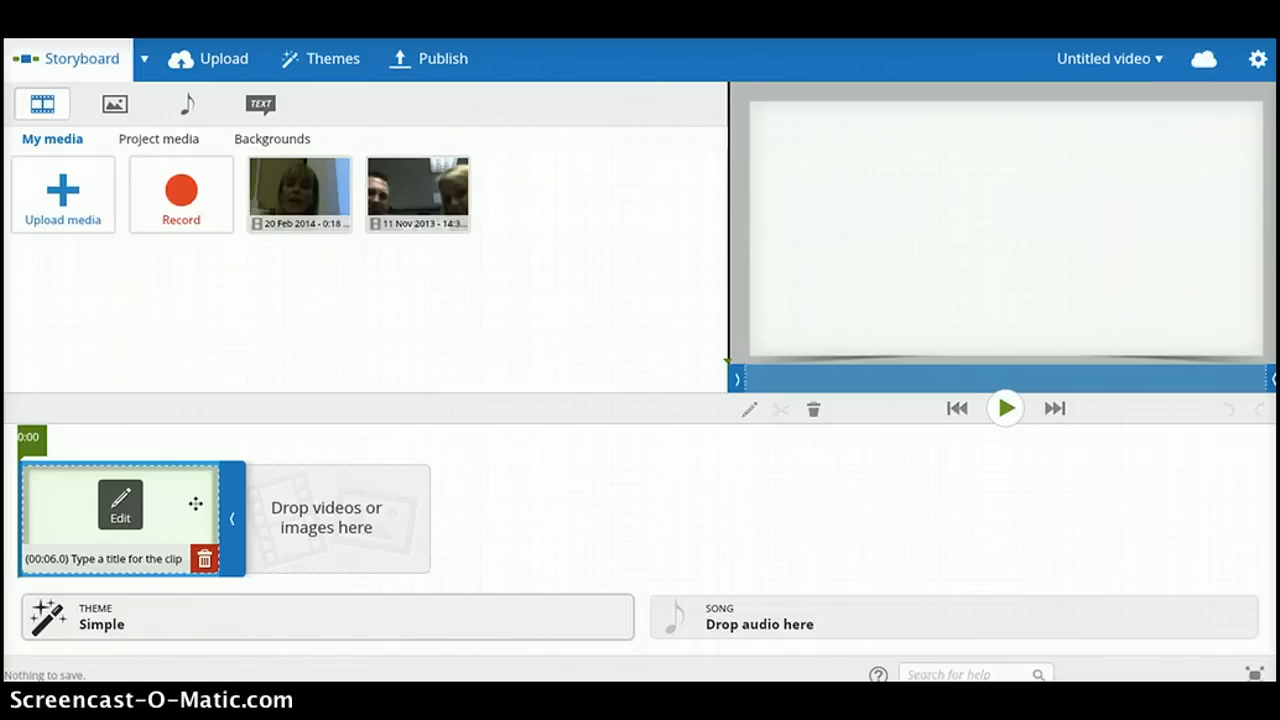 Storyboard
Upload
Themes
Publish
Untitled video
TEXT
My media
Project media
Backgrounds
Upload media
Record
20 Feb 2014 - 0:18 ...
11 Nov 2013 - 14:3...
0:00
Edit
(00:06.0) Type a title for the clip
Drop videos or
images here
THEME
Simple
SONG
Drop audio here
Nothing to save.
?
Search for help
Screencast-O-Matic.com